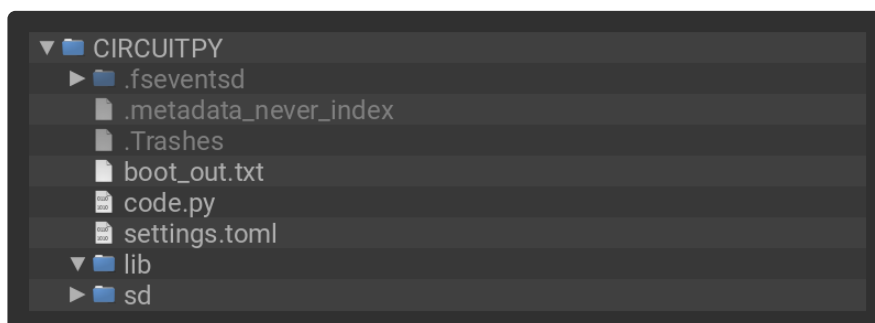 CIRCUITPY
.fseventsd
.metadata_never_index
.Trashes
boot_out.txt
code.py
settings.toml
lib
sd